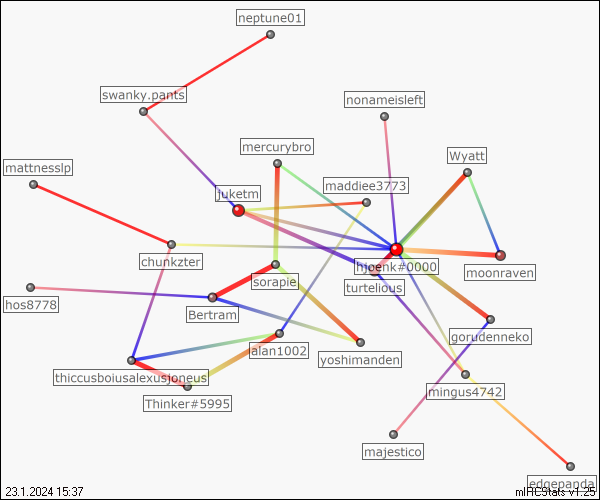 neptune01
swanky.pants
nonameisleft
mercurybro
Wyatt
mattnesslp
maddiee3773
juketm
chunkzter
hjoenk#0000
moonraven
sorapie
turtelious
hos8778
Bertram
gorudenneko
alan1002
yoshimanden
thiccusboiusalexusjoneus
mingus4742
Thinker#5995
majestico
edgepanda
23.1.2024 15:37
mIRCStats v1.25